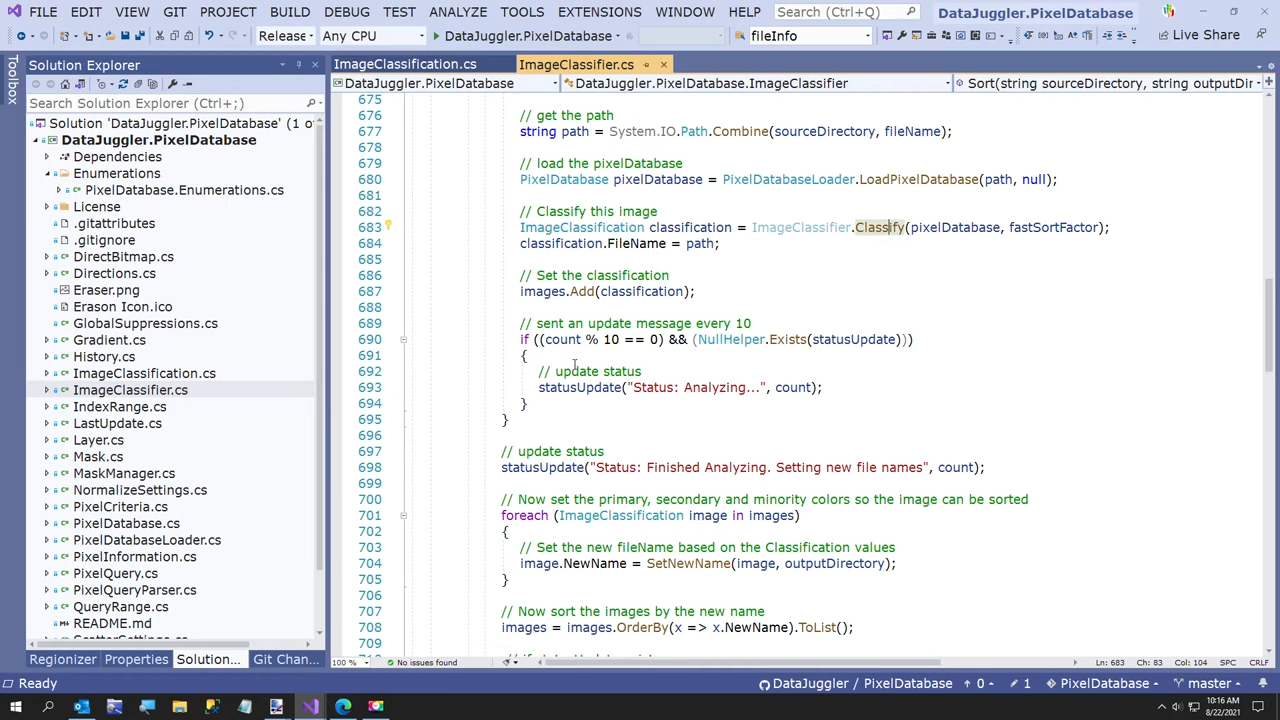 FILE EDIT VIEW GIT PROJECT BUILD DEBUG TEST ANALYZE TOOLS EXTENSIONS WINDOW HELP Search (Ctrl+Q) DataJuggler.PixelDatabase
Release Any CPU DataJuggler.PixelDatabase fileInfo Live Share
Toolbox
Solution Explorer
Search Solution Explorer (Ctrl+;)
Solution 'DataJuggler.PixelDatabase' (1 of
DataJuggler.PixelDatabase
Dependencies
Enumerations
PixelDatabase.Enumerations.cs
License
.gitattributes
.gitignore
DirectBitmap.cs
Directions.cs
Eraser.png
Erason Icon.ico
GlobalSuppressions.cs
Gradient.cs
History.cs
ImageClassification.cs
ImageClassifier.cs
IndexRange.cs
LastUpdate.cs
Layer.cs
Mask.cs
MaskManager.cs
NormalizeSettings.cs
PixelCriteria.cs
PixelDatabase.cs
PixelDatabaseLoader.cs
PixelInformation.cs
PixelQuery.cs
PixelQueryParser.cs
QueryRange.cs
README.md
Regionizer Properties Solution... Git Chan...
ImageClassification.cs ImageClassifier.cs
DataJuggler.PixelDatabase DataJuggler.PixelDatabase.ImageClassifier Sort(string sourceDirectory, string outputDir
675
676 // get the path
677 string path = System.IO.Path.Combine(sourceDirectory, fileName);
678
679 // load the pixelDatabase
680 PixelDatabase pixelDatabase = PixelDatabaseLoader.LoadPixelDatabase(path, null);
681
682 // Classify this image
683 ImageClassification classification = ImageClassifier.Classify(pixelDatabase, fastSortFactor);
684 classification.FileName = path;
685
686 // Set the classification
687 images.Add(classification);
688
689 // sent an update message every 10
690 if ((count % 10 == 0) && (NullHelper.Exists(statusUpdate)))
691 {
692 // update status
693 statusUpdate("Status: Analyzing...", count);
694 }
695 }
696
697 // update status
698 statusUpdate("Status: Finished Analyzing. Setting new file names", count);
699
700 // Now set the primary, secondary and minority colors so the image can be sorted
701 foreach (ImageClassification image in images)
702 {
703 // Set the new fileName based on the Classification values
704 image.NewName = SetNewName(image, outputDirectory);
705 }
706
707 // Now sort the images by the new name
708 images = images.OrderBy(x => x.NewName).ToList();
709
100 % No issues found Ln: 683 Ch: 83 Col: 104 SPC CRLF
Ready DataJuggler / PixelDatabase 0 1 PixelDatabase master
10:16 AM
8/22/2021